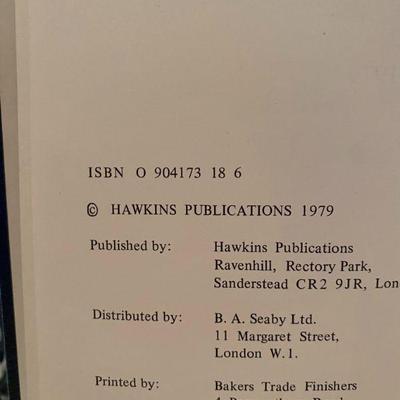 ISBN O 904173 18 6
© HAWKINS PUBLICATIONS 1979
Published by: Hawkins Publications
Ravenhill, Rectory Park,
Sanderstead CR2 9JR, Lon
Distributed by: B. A. Seaby Ltd.
11 Margaret Street,
London W.1.
Printed by: Bakers Trade Finishers